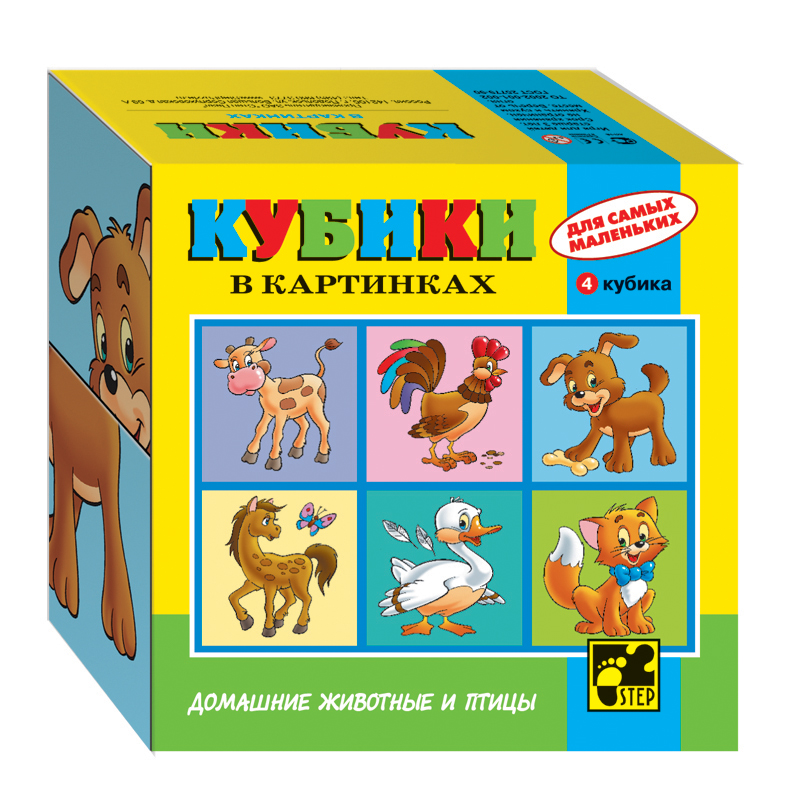 КУБИКИ
В КАРТИНКАХ
ДЛЯ САМЫХ
МАЛЕНЬКИХ
4 кубика
ДОМАШНИЕ ЖИВОТНЫЕ И ПТИЦЫ
STEP
КУБИКИ
В КАРТИНКАХ